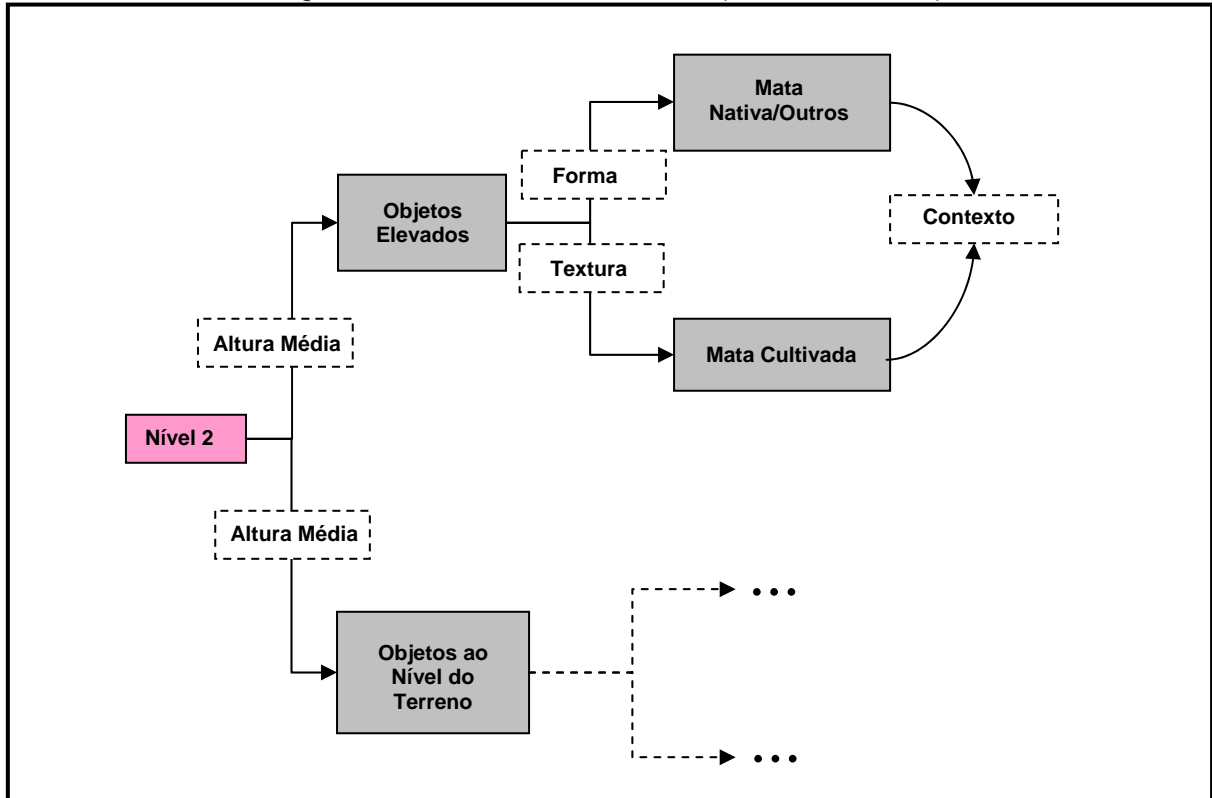 Mata
Nativa/Outros
Forma
Objetos
Elevados
Contexto
Textura
Altura Média
Mata Cultivada
Nível 2
Altura Média
• • •
Objetos ao
Nível do
Terreno
• • •